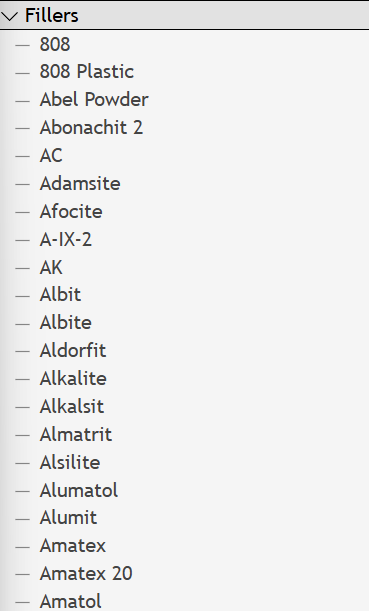 Fillers
808
808 Plastic
Abel Powder
Abonachit 2
AC
Adamsite
Afocite
A-IX-2
AK
Albit
Albite
Aldorfit
Alkalite
Alkalsit
Almatrit
Alsilite
Alumatol
Alumit
Amatex
Amatex 20
Amatol